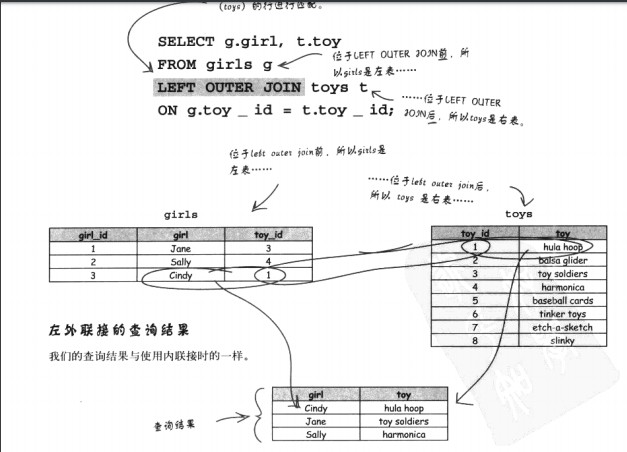 (toys) 的行进行匹配。
SELECT g.girl, t.toy
FROM girls g
位于LEFT OUTER JOIN前，所
以girls是左表……
LEFT OUTER JOIN toys t
……位于LEFT OUTER
JOIN后，所以toys是右表。
ON g.toy_id = t.toy_id;
位于left outer join前，所以girls是
左表……
……位于left outer join后，
所以 toys 是右表……
girls
girl_id girl toy_id
1 Jane 3
2 Sally 4
3 Cindy 1
toys
toy_id toy
1 hula hoop
2 balsa glider
3 toy soldiers
4 harmonica
5 baseball cards
6 tinker toys
7 etch-a-sketch
8 slinky
左外联接的查询结果
我们的查询结果与使用内联接时的一样。
查询结果
girl toy
Cindy hula hoop
Jane toy soldiers
Sally harmonica